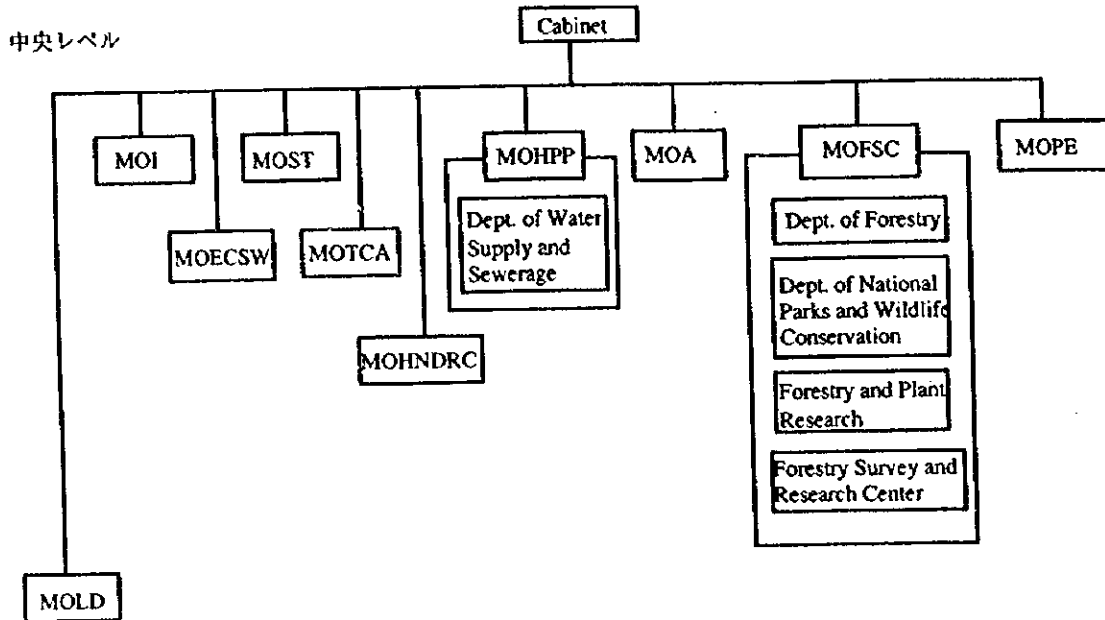 Cabinet
中央レベル
MOI
MOST
MOHPP
MOA
MOFSC
MOPE
Dept. of Water
Supply and
Sewerage
Dept. of Forestry
MOECSW
MOTCA
Dept. of National
Parks and Wildlife
Conservation
MOHNDRC
Forestry and Plant
Research
Forestry Survey and
Research Center
MOLD